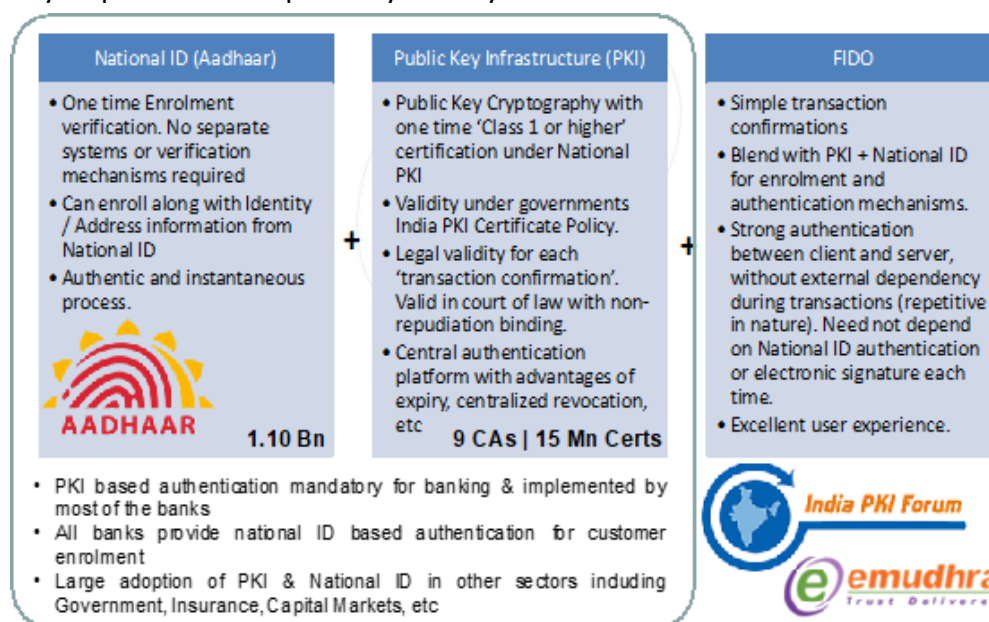 National ID (Aadhaar)
• One time Enrolment
verification. No separate
systems or verification
mechanisms required
• Can enroll along with Identity
/ Address information from
National ID
• Authentic and instantaneous
process.
AADHAAR
1.10 Bn
+
Public Key Infrastructure (PKI)
• Public Key Cryptography with
one time ‘Class 1 or higher’
certification under National
PKI
• Validity under governments
India PKI Certificate Policy.
• Legal validity for each
‘transaction confirmation’.
Valid in court of law with non-
repudiation binding.
• Central authentication
platform with advantages of
expiry, centralized revocation,
etc
9 CAs | 15 Mn Certs
+
FIDO
• Simple transaction
confirmations
• Blend with PKI + National ID
for enrolment and
authentication mechanisms.
• Strong authentication
between client and server,
without external dependency
during transactions (repetitive
in nature). Need not depend
on National ID authentication
or electronic signature each
time.
• Excellent user experience.
• PKI based authentication mandatory for banking & implemented by
most of the banks
• All banks provide national ID based authentication for customer
enrolment
• Large adoption of PKI & National ID in other sectors including
Government, Insurance, Capital Markets, etc
India PKI Forum
emudhra
Trust Delivere